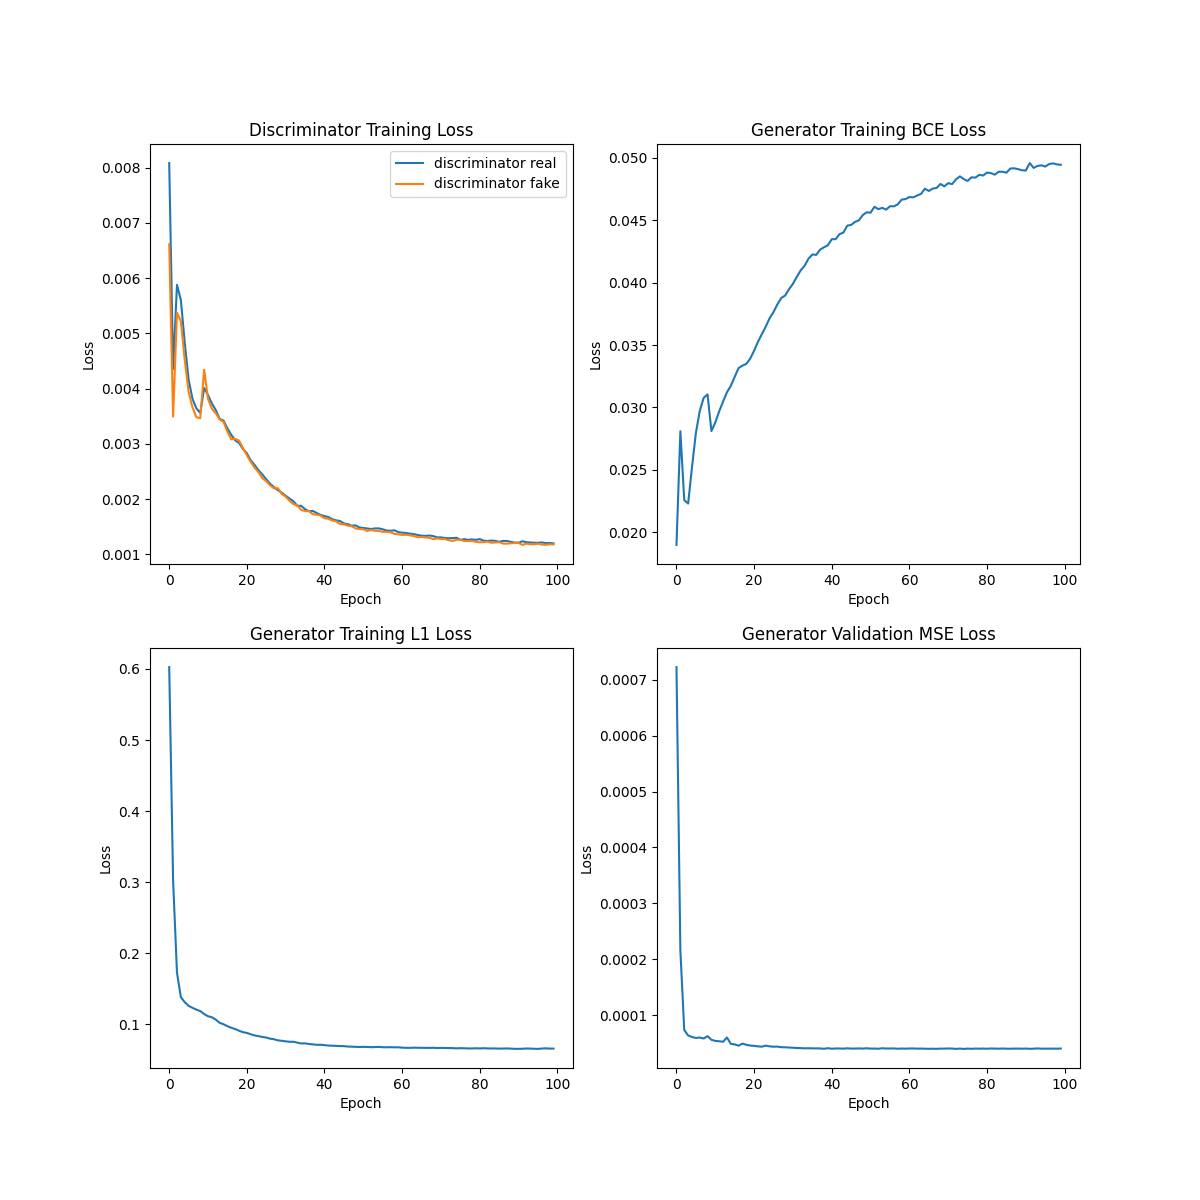 Discriminator Training Loss
0.008
0.007
0.006
0.005
0.004
0.003
0.002
0.001
Loss
discriminator real
discriminator fake
0 20 40 60 80 100
Epoch
Generator Training BCE Loss
0.050
0.045
0.040
0.035
0.030
0.025
0.020
Loss
0 20 40 60 80 100
Epoch
Generator Training L1 Loss
0.6
0.5
0.4
0.3
0.2
0.1
Loss
0 20 40 60 80 100
Epoch
Generator Validation MSE Loss
0.0007
0.0006
0.0005
0.0004
0.0003
0.0002
0.0001
Loss
0 20 40 60 80 100
Epoch